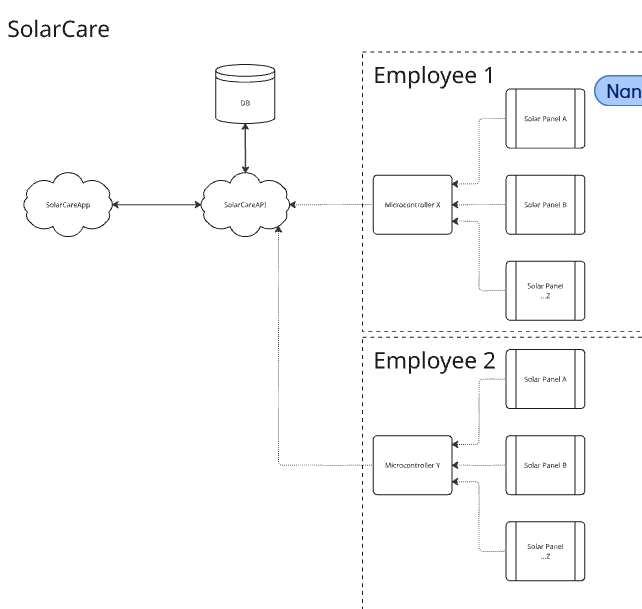 SolarCare
Employee 1
Nan
DB
Solar Panel A
SolarCareApp
SolarCareAPI
Microcontroller X
Solar Panel B
Solar Panel
...Z
Employee 2
Solar Panel A
Microcontroller Y
Solar Panel B
Solar Panel
...Z